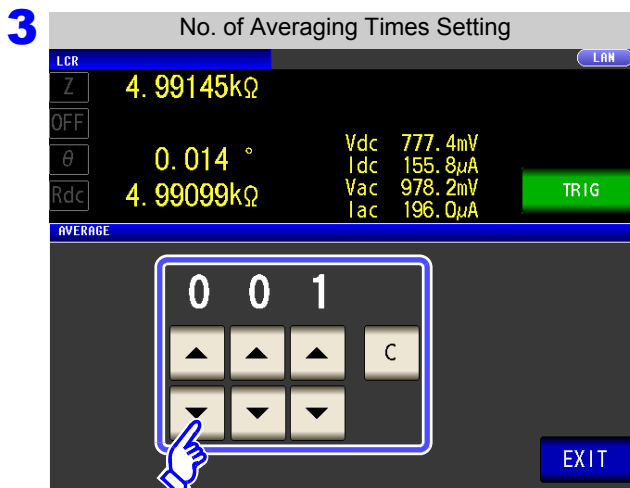 3
No. of Averaging Times Setting
LCR
LAN
Z 4.99145kΩ
OFF
θ 0.014 °
Rdc 4.99099kΩ
Vdc 777.4mV
Idc 155.8μA
Vac 978.2mV
Iac 196.0μA
TRIG
AVERAGE
0 0 1
C
EXIT